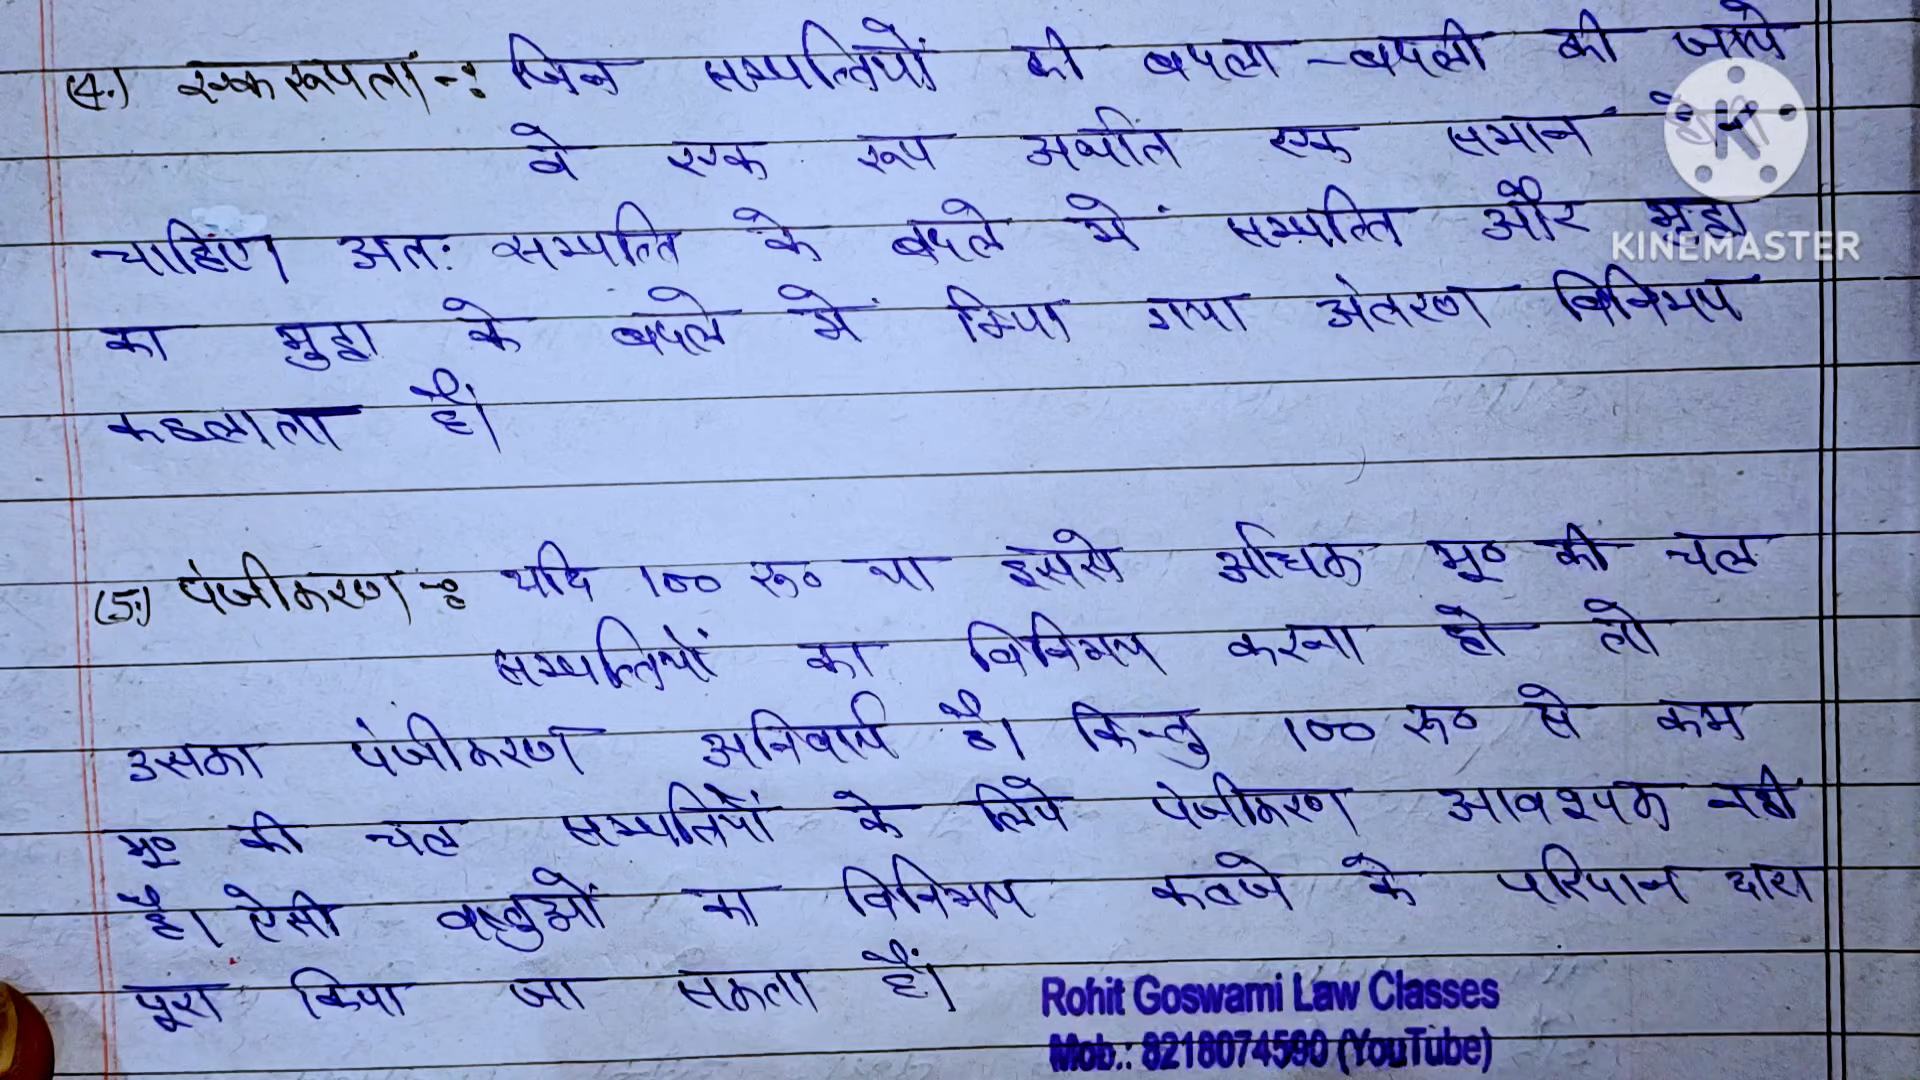 (4.) एकरूपता -: जिन सम्पत्तियों की बदला -बदली की जाये
वे एक रूप अर्थात एक समान
चाहिए। अतः सम्पत्ति के बदले में सम्पत्ति और मुद्रा
का मुद्रा के बदले में किया गया अंतरण विनिमय
कहलाता हैं।
(5.) पंजीकरण -: यदि 100 रू० या इससे अधिक मू० की चल
सम्पत्तियों का विनिमय करना हो तो
उसका पंजीकरण अनिवार्य है। किन्तु 100 रू० से कम
मू० की चल सम्पत्तियों के लिये पंजीकरण आवश्यक नहीं
है। ऐसी वस्तुओं का विनिमय कब्जे के परिदान द्वारा
पूरा किया जा सकता हैं।
K
KINEMASTER
Rohit Goswami Law Classes
Mob.: 8218074590 (YouTube)